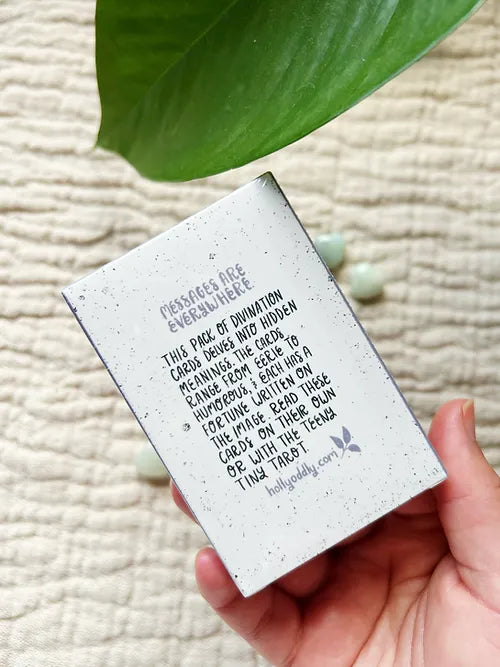 MESSAGES ARE
EVERYWHERE.
THIS PACK OF DIVINATION
CARDS DELVES INTO HIDDEN
MEANINGS. THE CARDS
RANGE FROM EERIE TO
HUMOROUS, & EACH HAS A
FORTUNE WRITTEN ON
THE IMAGE. READ THESE
CARDS ON THEIR OWN
OR WITH THE TEENY
TINY TAROT.
hollyoddly.com